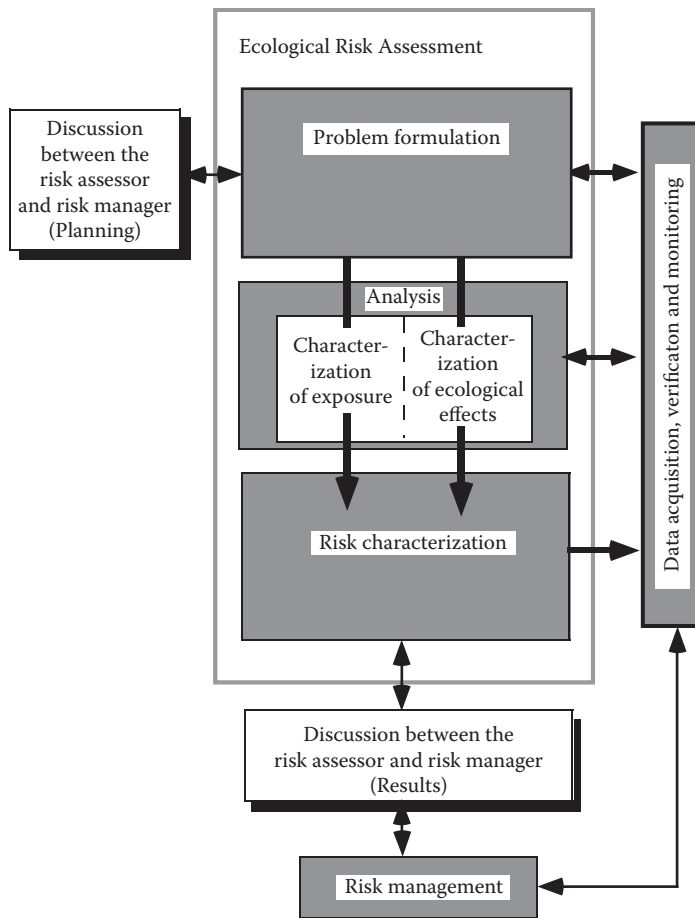 Ecological Risk Assessment
Discussion
between the
risk assessor
and risk manager
(Planning)
Problem formulation
Analysis
Character-
ization
of exposure
Character-
ization
of ecological
effects
Risk characterization
Data acquisition, verificaton and monitoring
Discussion between the
risk assessor and risk manager
(Results)
Risk management